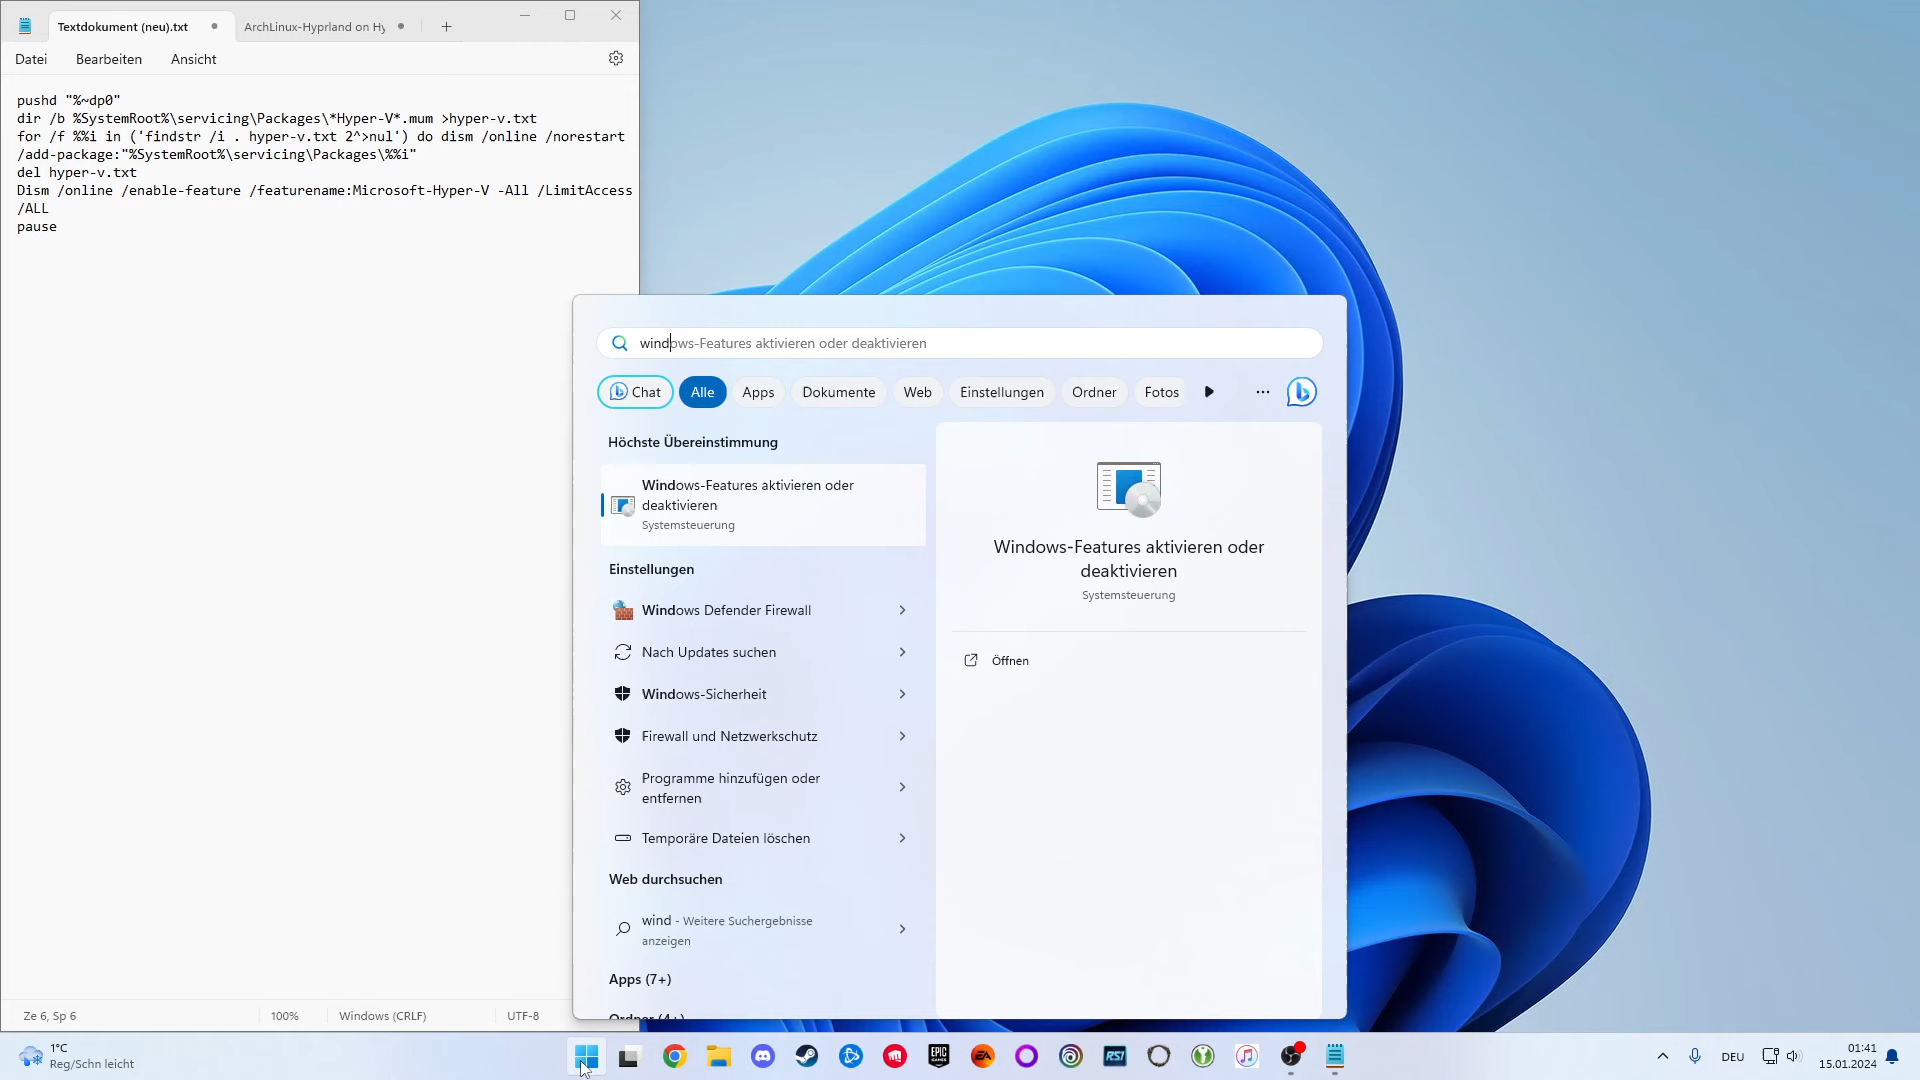 Textdokument (neu).txt
ArchLinux-Hyprland on Hy
Datei Bearbeiten Ansicht
pushd "%~dp0"
dir /b %SystemRoot%\servicing\Packages\*Hyper-V*.mum >hyper-v.txt
for /f %%i in ('findstr /i . hyper-v.txt 2^>nul') do dism /online /norestart
/add-package:"%SystemRoot%\servicing\Packages\%%i"
del hyper-v.txt
Dism /online /enable-feature /featurename:Microsoft-Hyper-V -All /LimitAccess
/ALL
pause
windows-Features aktivieren oder deaktivieren
Chat Alle Apps Dokumente Web Einstellungen Ordner Fotos
Höchste Übereinstimmung
Windows-Features aktivieren oder
deaktivieren
Systemsteuerung
Einstellungen
Windows Defender Firewall
Nach Updates suchen
Windows-Sicherheit
Firewall und Netzwerkschutz
Programme hinzufügen oder
entfernen
Temporäre Dateien löschen
Web durchsuchen
wind - Weitere Suchergebnisse
anzeigen
Apps (7+)
Ordner (4+)
Windows-Features aktivieren oder
deaktivieren
Systemsteuerung
Öffnen
Ze 6, Sp 6 100% Windows (CRLF) UTF-8
1°C
Reg/Schn leicht
EPIC
GAMES
EA
RSI
DEU
01:41
15.01.2024